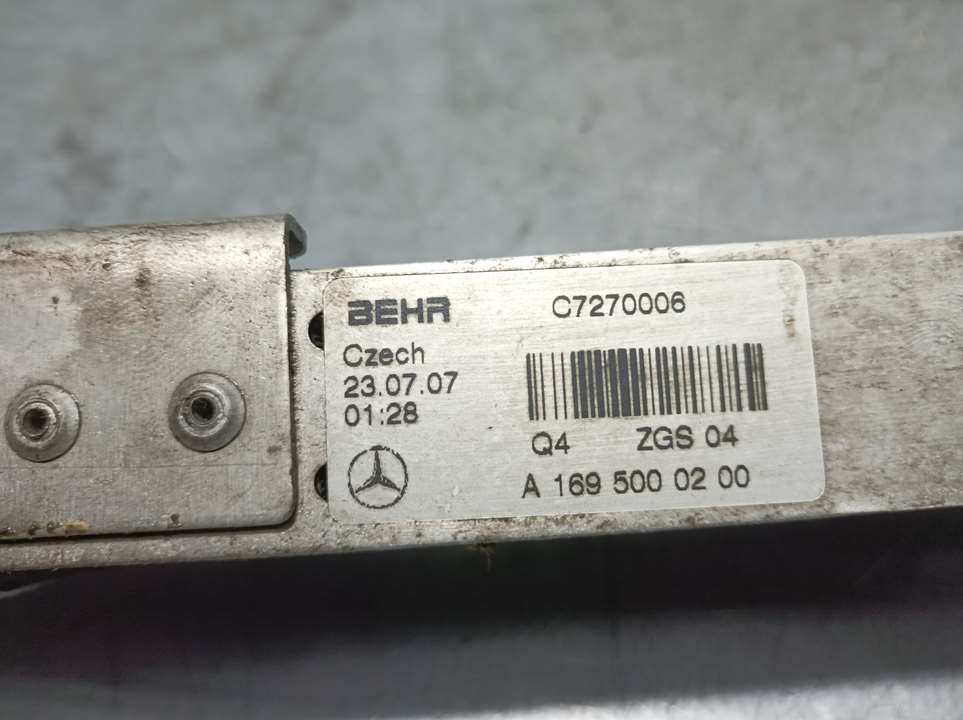 BEHR C7270006
Czech
23.07.07
01:28
Q4 ZGS 04
A 169 500 02 00